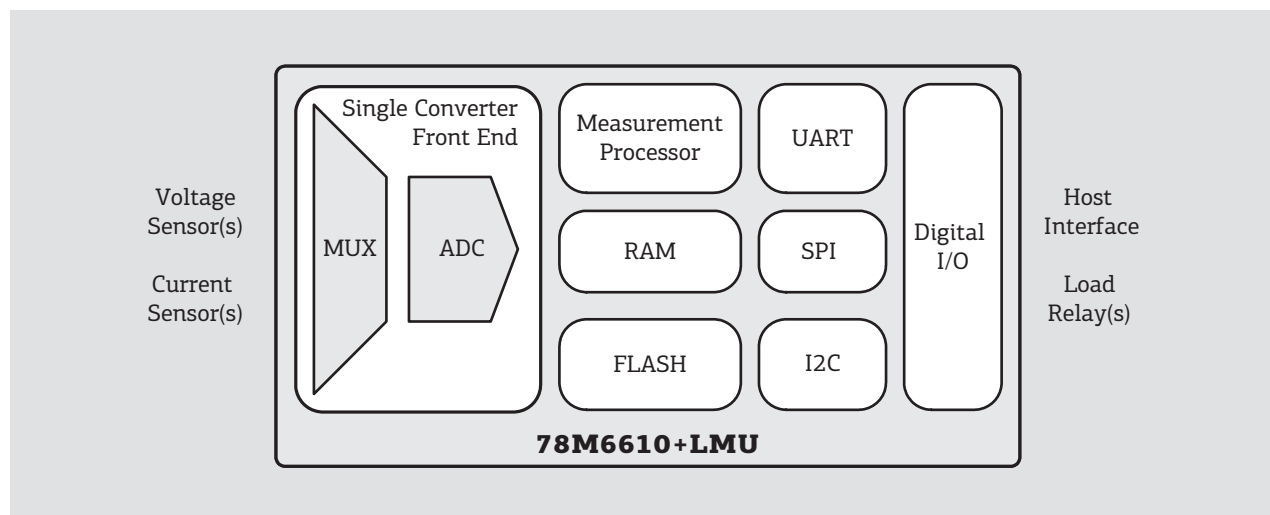 Voltage
Sensor(s)
Current
Sensor(s)
Single Converter
Front End
MUX
ADC
Measurement
Processor
RAM
FLASH
UART
SPI
I2C
Digital
I/O
Host
Interface
Load
Relay(s)
78M6610+LMU